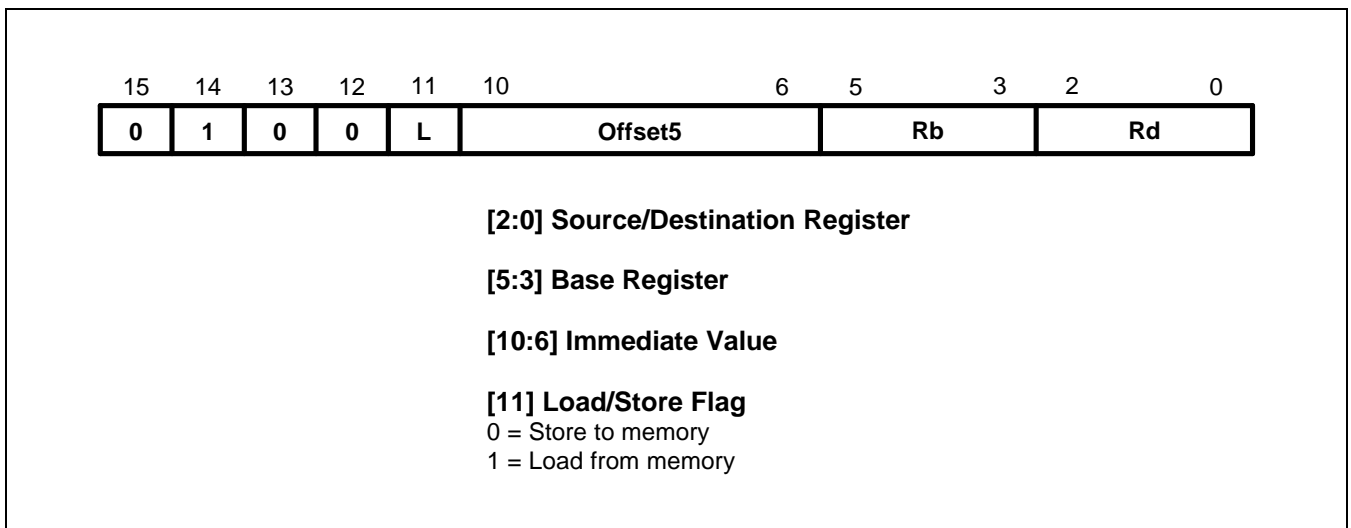 15 14 13 12 11 10 6 5 3 2 0
0 1 0 0 L Offset5 Rb Rd
[2:0] Source/Destination Register
[5:3] Base Register
[10:6] Immediate Value
[11] Load/Store Flag
0 = Store to memory
1 = Load from memory